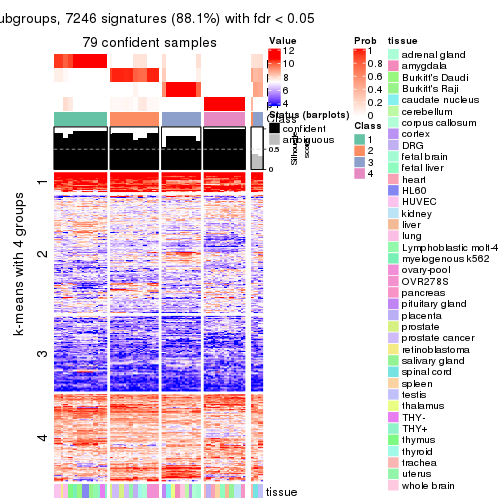 ubgroups, 7246 signatures (88.1%) with fdr < 0.05
79 confident samples
Value
12
10
8
6
4
Status (barplots)
confident
ambiguous
Prob
1
0.8
0.6
0.4
0.2
0
Class
1
2
3
4
tissue
adrenal gland
amygdala
Burkitt's Daudi
Burkitt's Raji
caudate nucleus
cerebellum
corpus callosum
cortex
DRG
fetal brain
fetal liver
heart
HL60
HUVEC
kidney
liver
lung
Lymphoblastic molt-4
myelogenous k562
ovary-pool
OVR278S
pancreas
pituitary gland
placenta
prostate
prostate cancer
retinoblastoma
salivary gland
spinal cord
spleen
testis
thalamus
THY-
THY+
thymus
thyroid
trachea
uterus
whole brain
Class
0.5
0
Silhouette
score
k-means with 4 groups
1
2
3
4
tissue